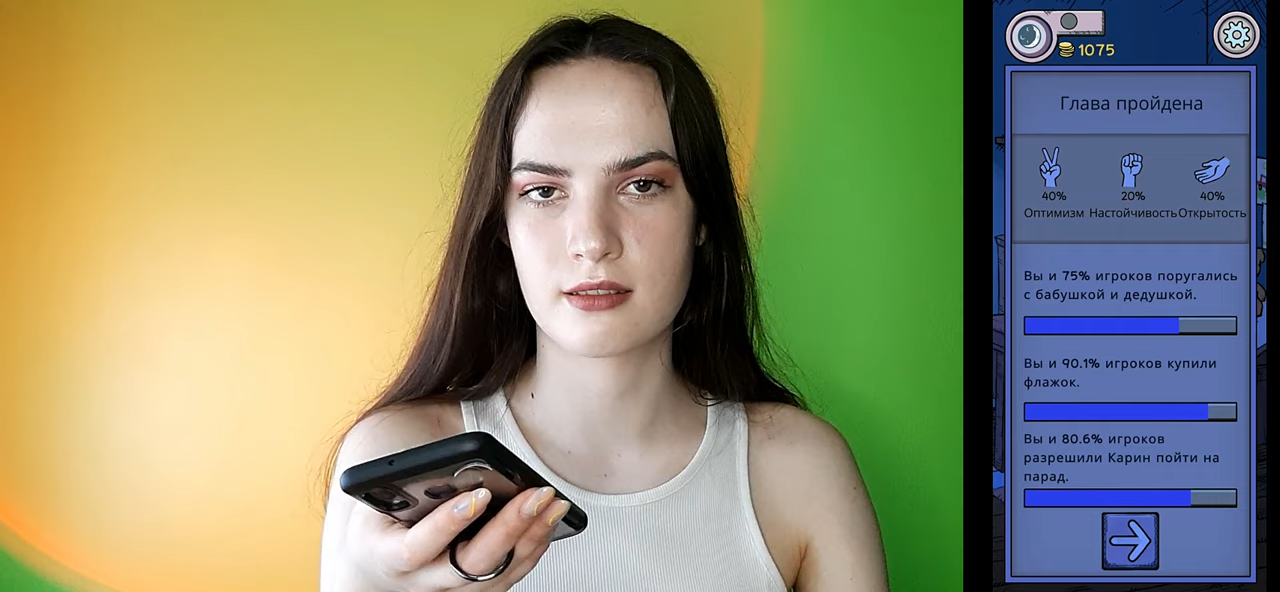 1075
Глава пройдена
40% 20% 40%
Оптимизм Настойчивость Открытость
Вы и 75% игроков поругались
с бабушкой и дедушкой.
Вы и 90.1% игроков купили
флажок.
Вы и 80.6% игроков
разрешили Карин пойти на
парад.